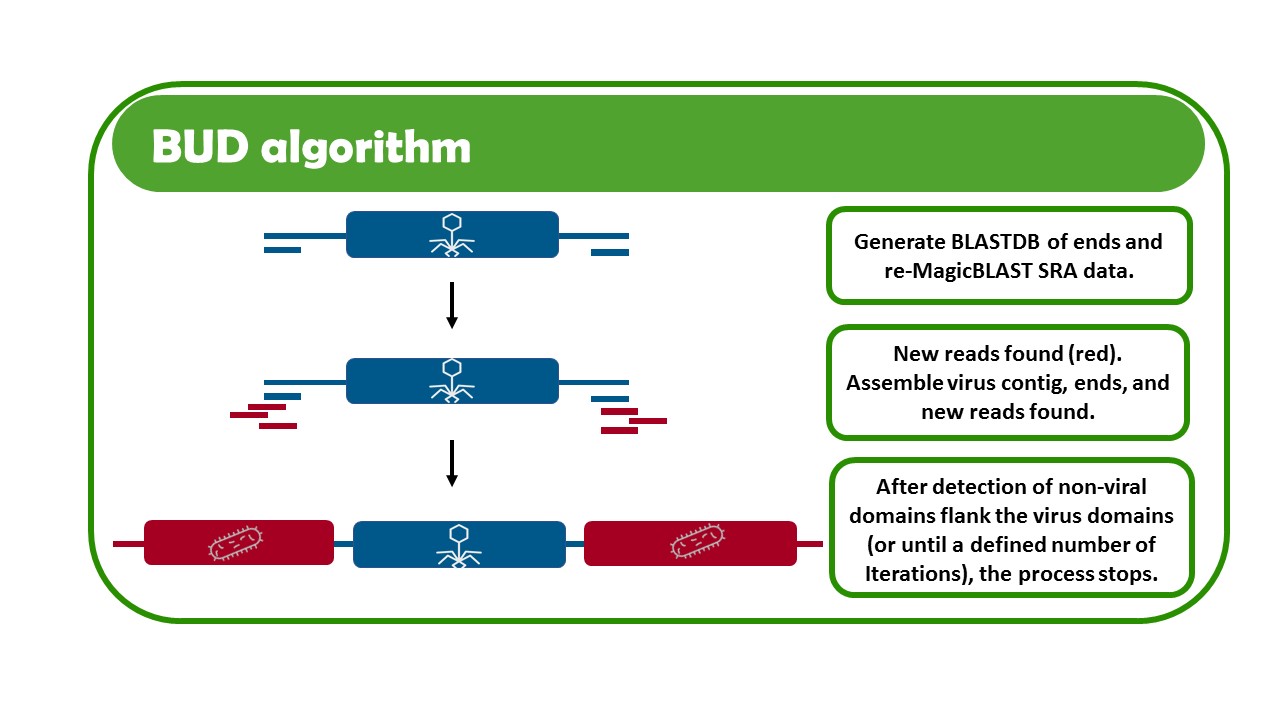 BUD algorithm
Generate BLASTDB of ends and
re-MagicBLAST SRA data.
New reads found (red).
Assemble virus contig, ends, and
new reads found.
After detection of non-viral
domains flank the virus domains
(or until a defined number of
Iterations), the process stops.